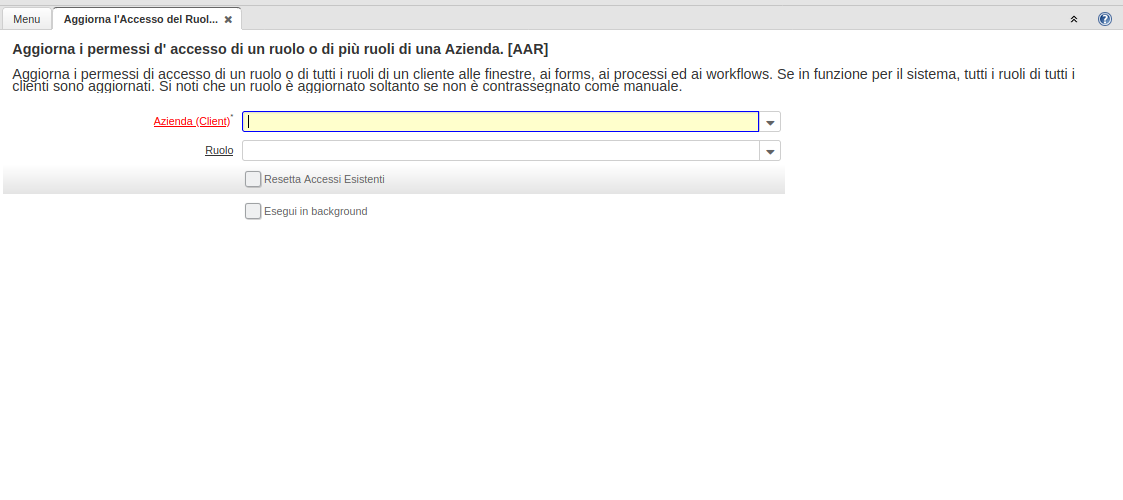 Menu
Aggiorna l'Accesso del Ruol...
Aggiorna i permessi d' accesso di un ruolo o di più ruoli di una Azienda. [AAR]
Aggiorna i permessi di accesso di un ruolo o di tutti i ruoli di un cliente alle finestre, ai forms, ai processi ed ai workflows. Se in funzione per il sistema, tutti i ruoli di tutti i
clienti sono aggiornati. Si noti che un ruolo è aggiornato soltanto se non è contrassegnato come manuale.
Azienda (Client)*
Ruolo
Resetta Accessi Esistenti
Esegui in background